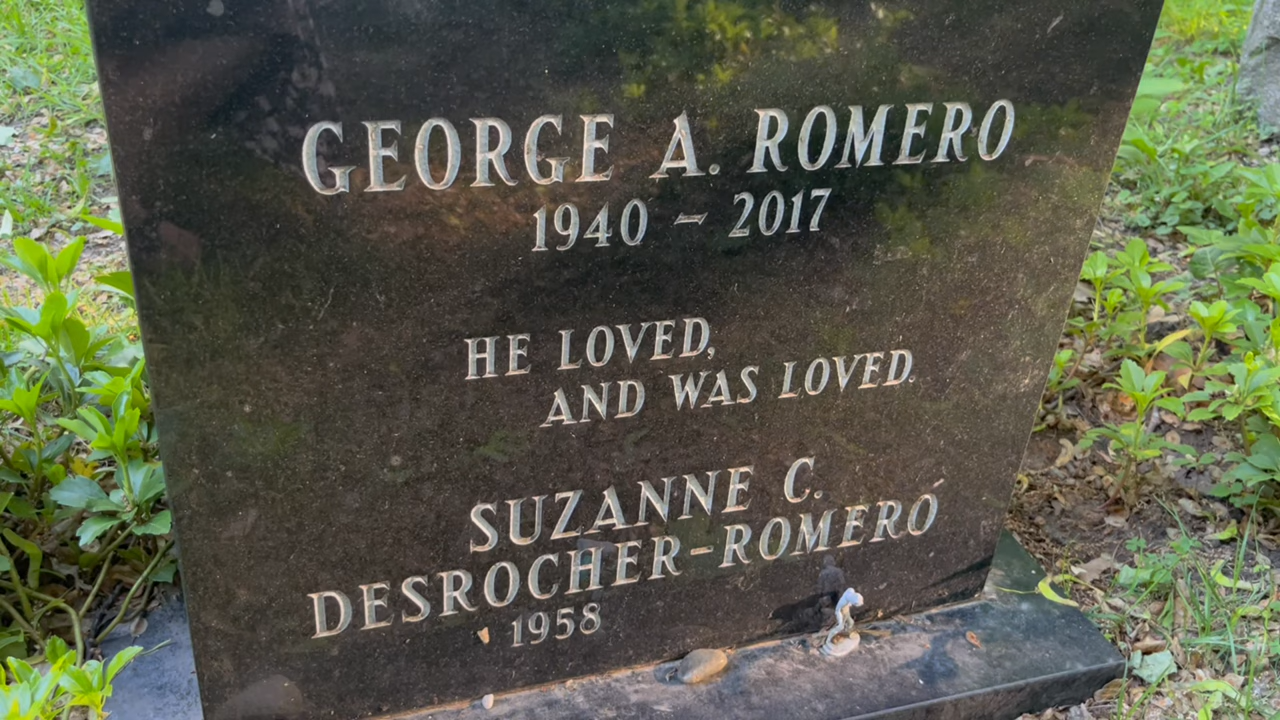 GEORGE A. ROMERO
1940 ~ 2017
HE LOVED,
AND WAS LOVED.
SUZANNE C.
DESROCHER-ROMERO
1958